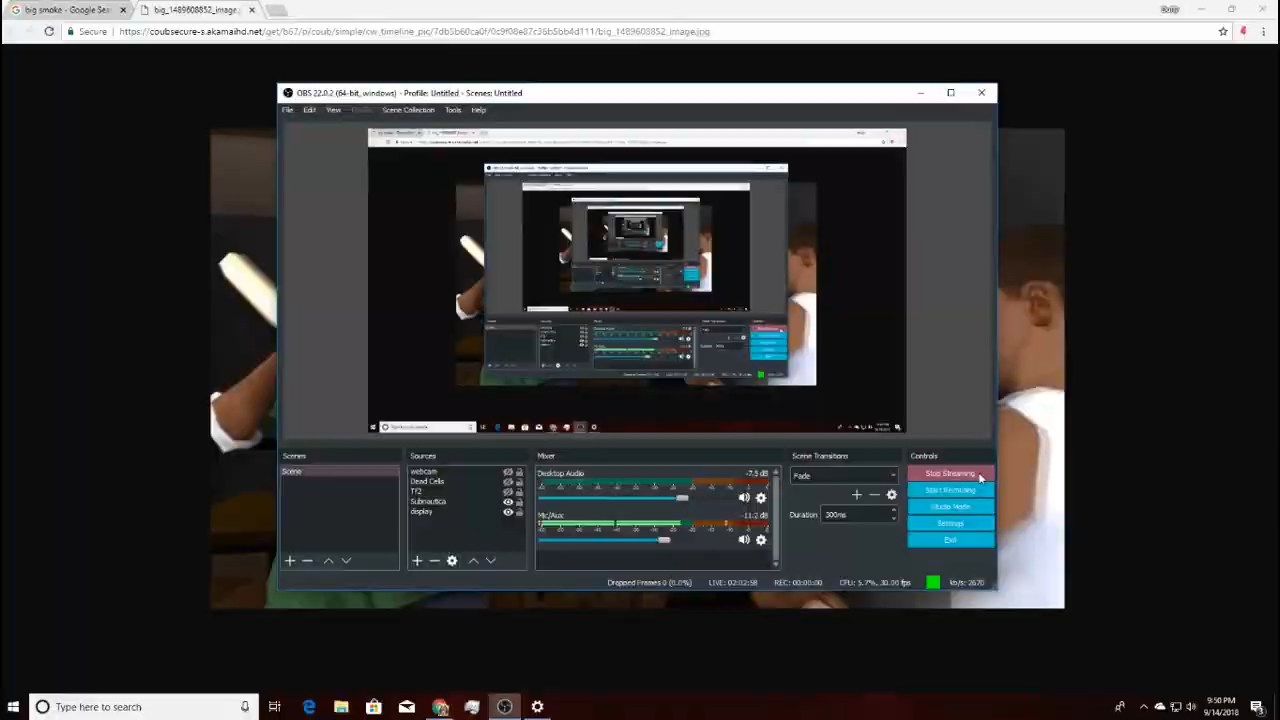 big smoke - Google Sea
big_1489608852_image.j
Secure
https://coubsecure-s.akamaihd.net/get/b67/p/coub/simple/cw_timeline_pic/7db5b60ca0f/0c9f08e87c36b5bb4d111/big_1489608852_image.jpg
OBS 22.0.2 (64-bit, windows) - Profile: Untitled - Scenes: Untitled
File Edit View Scene Collection Tools Help
Scenes
Scene
Sources
webcam
Dead Cells
TF2
Subnautica
display
Mixer
Desktop Audio -7.5 dB
Mic/Aux -11.2 dB
Scene Transitions
Fade
Duration 300ms
Controls
Stop Streaming
Start Recording
Studio Mode
Settings
Exit
Dropped Frames 0 (0.0%) LIVE: 02:02:58 REC: 00:00:00 CPU: 5.7%, 30.00 fps kb/s: 2670
Type here to search
9:50 PM
9/14/2018